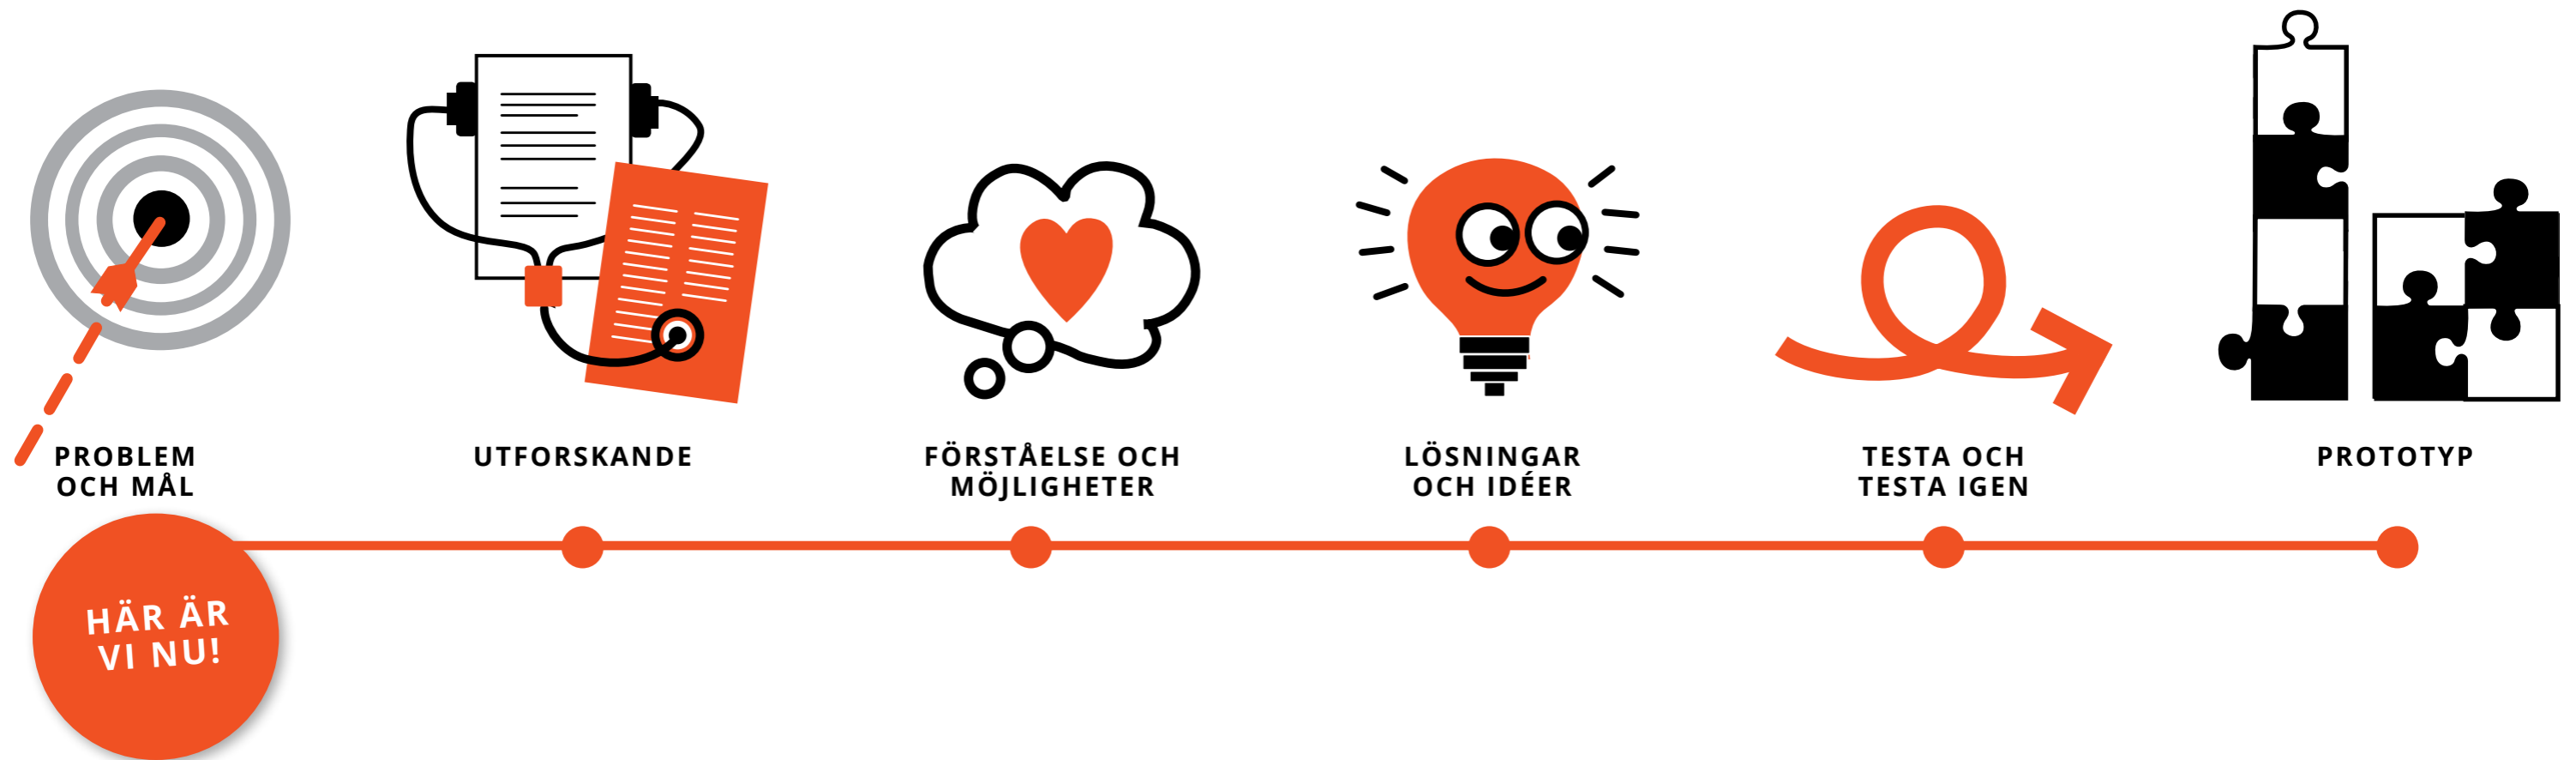 PROBLEM
OCH MÅL
UTFORSKANDE
FÖRSTÅELSE OCH
MÖJLIGHETER
LÖSNINGAR
OCH IDÉER
TESTA OCH
TESTA IGEN
PROTOTYP
HÄR ÄR
VI NU!